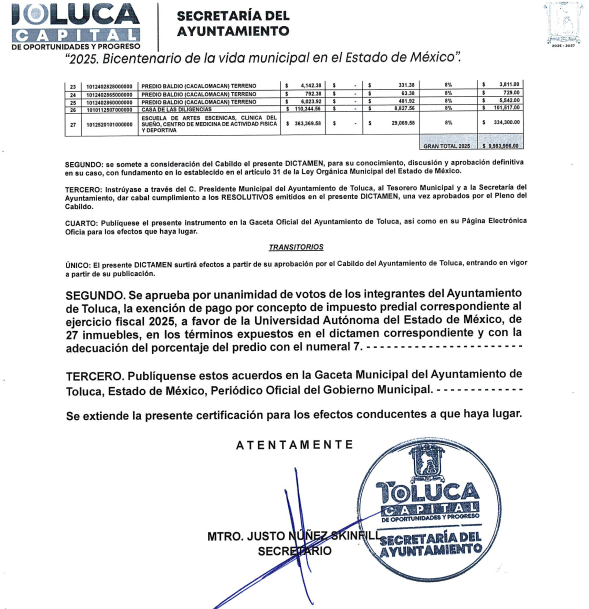 TOLUCA
CAPITAL
DE OPORTUNIDADES Y PROGRESO
SECRETARÍA DEL
AYUNTAMIENTO
2025 - 2027
“2025. Bicentenario de la vida municipal en el Estado de México”.
23 1012402828000000 PREDIO BALDIO (CACALOMACAN) TERRENO $ 4,142.38 $ - $ 331.38 8% $ 3,811.00
24 1012402865000000 PREDIO BALDIO (CACALOMACAN) TERRENO $ 792.38 $ - $ 63.38 8% $ 729.00
25 1012402860000000 PREDIO BALDIO (CACALOMACAN) TERRENO $ 6,023.92 $ - $ 481.92 8% $ 5,542.00
26 1010112807000000 CASA DE LAS DILIGENCIAS $ 110,344.56 $ - $ 8,827.56 8% $ 101,517.00
27 1012520101000000 ESCUELA DE ARTES ESCENICAS, CLINICA DEL
SUEÑO, CENTRO DE MEDICINA DE ACTIVIDAD FISICA
Y DEPORTIVA $ 363,369.58 $ - $ 29,069.58 8% $ 334,300.00
GRAN TOTAL 2025 $
SEGUNDO: se somete a consideración del Cabildo el presente DICTAMEN, para su conocimiento, discusión y aprobación definitiva
en su caso, con fundamento en lo establecido en el artículo 31 de la Ley Orgánica Municipal del Estado de México.
TERCERO: Instrúyase a través del C. Presidente Municipal del Ayuntamiento de Toluca, al Tesorero Municipal y a la Secretaría del
Ayuntamiento, dar cabal cumplimiento a los RESOLUTIVOS emitidos en el presente DICTAMEN, una vez aprobados por el Pleno del
Cabildo.
CUARTO: Publíquese el presente instrumento en la Gaceta Oficial del Ayuntamiento de Toluca, así como en su Página Electrónica
Oficia para los efectos que haya lugar.
TRANSITORIOS
ÚNICO: El presente DICTAMEN surtirá efectos a partir de su aprobación por el Cabildo del Ayuntamiento de Toluca, entrando en vigor
a partir de su publicación.
SEGUNDO. Se aprueba por unanimidad de votos de los integrantes del Ayuntamiento
de Toluca, la exención de pago por concepto de impuesto predial correspondiente al
ejercicio fiscal 2025, a favor de la Universidad Autónoma del Estado de México, de
27 inmuebles, en los términos expuestos en el dictamen correspondiente y con la
adecuación del porcentaje del predio con el numeral 7. - - - - - - - - - - - - - - - - - - -
TERCERO. Publíquense estos acuerdos en la Gaceta Municipal del Ayuntamiento de
Toluca, Estado de México, Periódico Oficial del Gobierno Municipal. - - - - - - - - - - -
Se extiende la presente certificación para los efectos conducentes a que haya lugar.
A T E N T A M E N T E
MTRO. JUSTO NÚÑEZ SKINFILL
SECRETARIO
TOLUCA
CAPITAL
DE OPORTUNIDADES Y PROGRESO
SECRETARÍA DEL
AYUNTAMIENTO